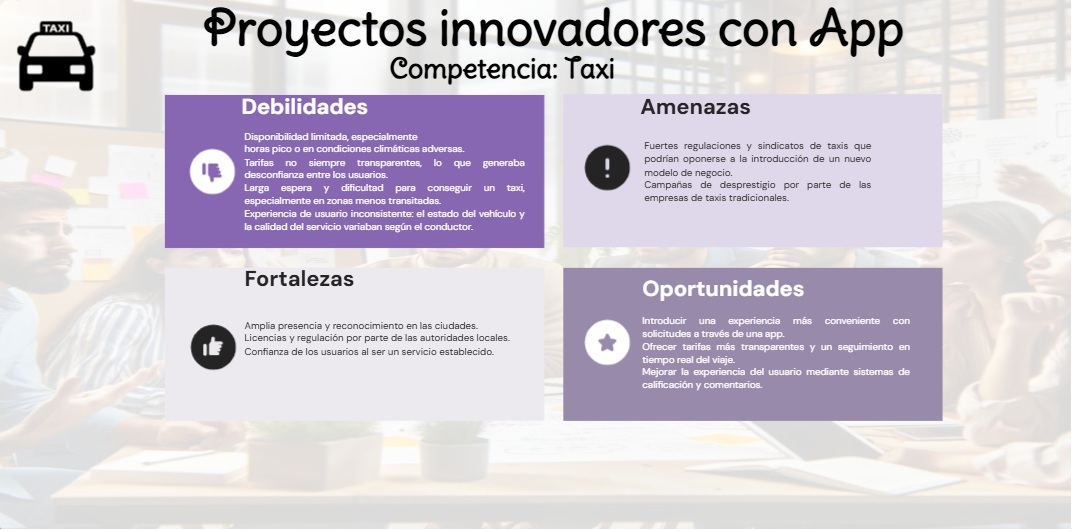 TAXI
Proyectos innovadores con App
Competencia: Taxi
Debilidades
Disponibilidad limitada, especialmente
horas pico o en condiciones climáticas adversas.
Tarifas no siempre transparentes, lo que generaba
desconfianza entre los usuarios.
Larga espera y dificultad para conseguir un taxi,
especialmente en zonas menos transitadas.
Experiencia de usuario inconsistente: el estado del vehículo y
la calidad del servicio variaban según el conductor.
Amenazas
Fuertes regulaciones y sindicatos de taxis que
podrían oponerse a la introducción de un nuevo
modelo de negocio.
Campañas de desprestigio por parte de las
empresas de taxis tradicionales.
Fortalezas
Amplia presencia y reconocimiento en las ciudades.
Licencias y regulación por parte de las autoridades locales.
Confianza de los usuarios al ser un servicio establecido.
Oportunidades
Introducir una experiencia más conveniente con
solicitudes a través de una app.
Ofrecer tarifas más transparentes y un seguimiento en
tiempo real del viaje.
Mejorar la experiencia del usuario mediante sistemas de
calificación y comentarios.